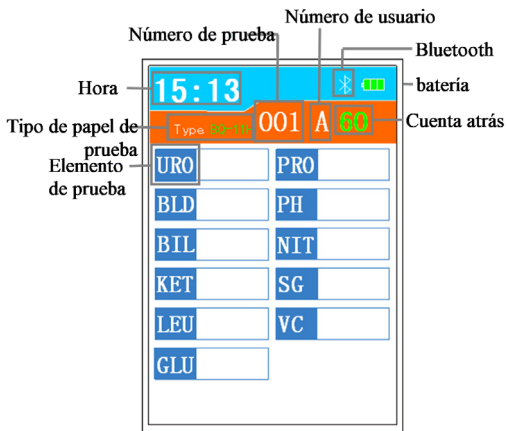 Número de usuario
Número de prueba
Bluetooth
Hora
15:13
batería
Tipo de papel de
prueba
Type
001
A
60
Cuenta atrás
Elemento
de prueba
URO
PRO
BLD
PH
BIL
NIT
KET
SG
LEU
VC
GLU